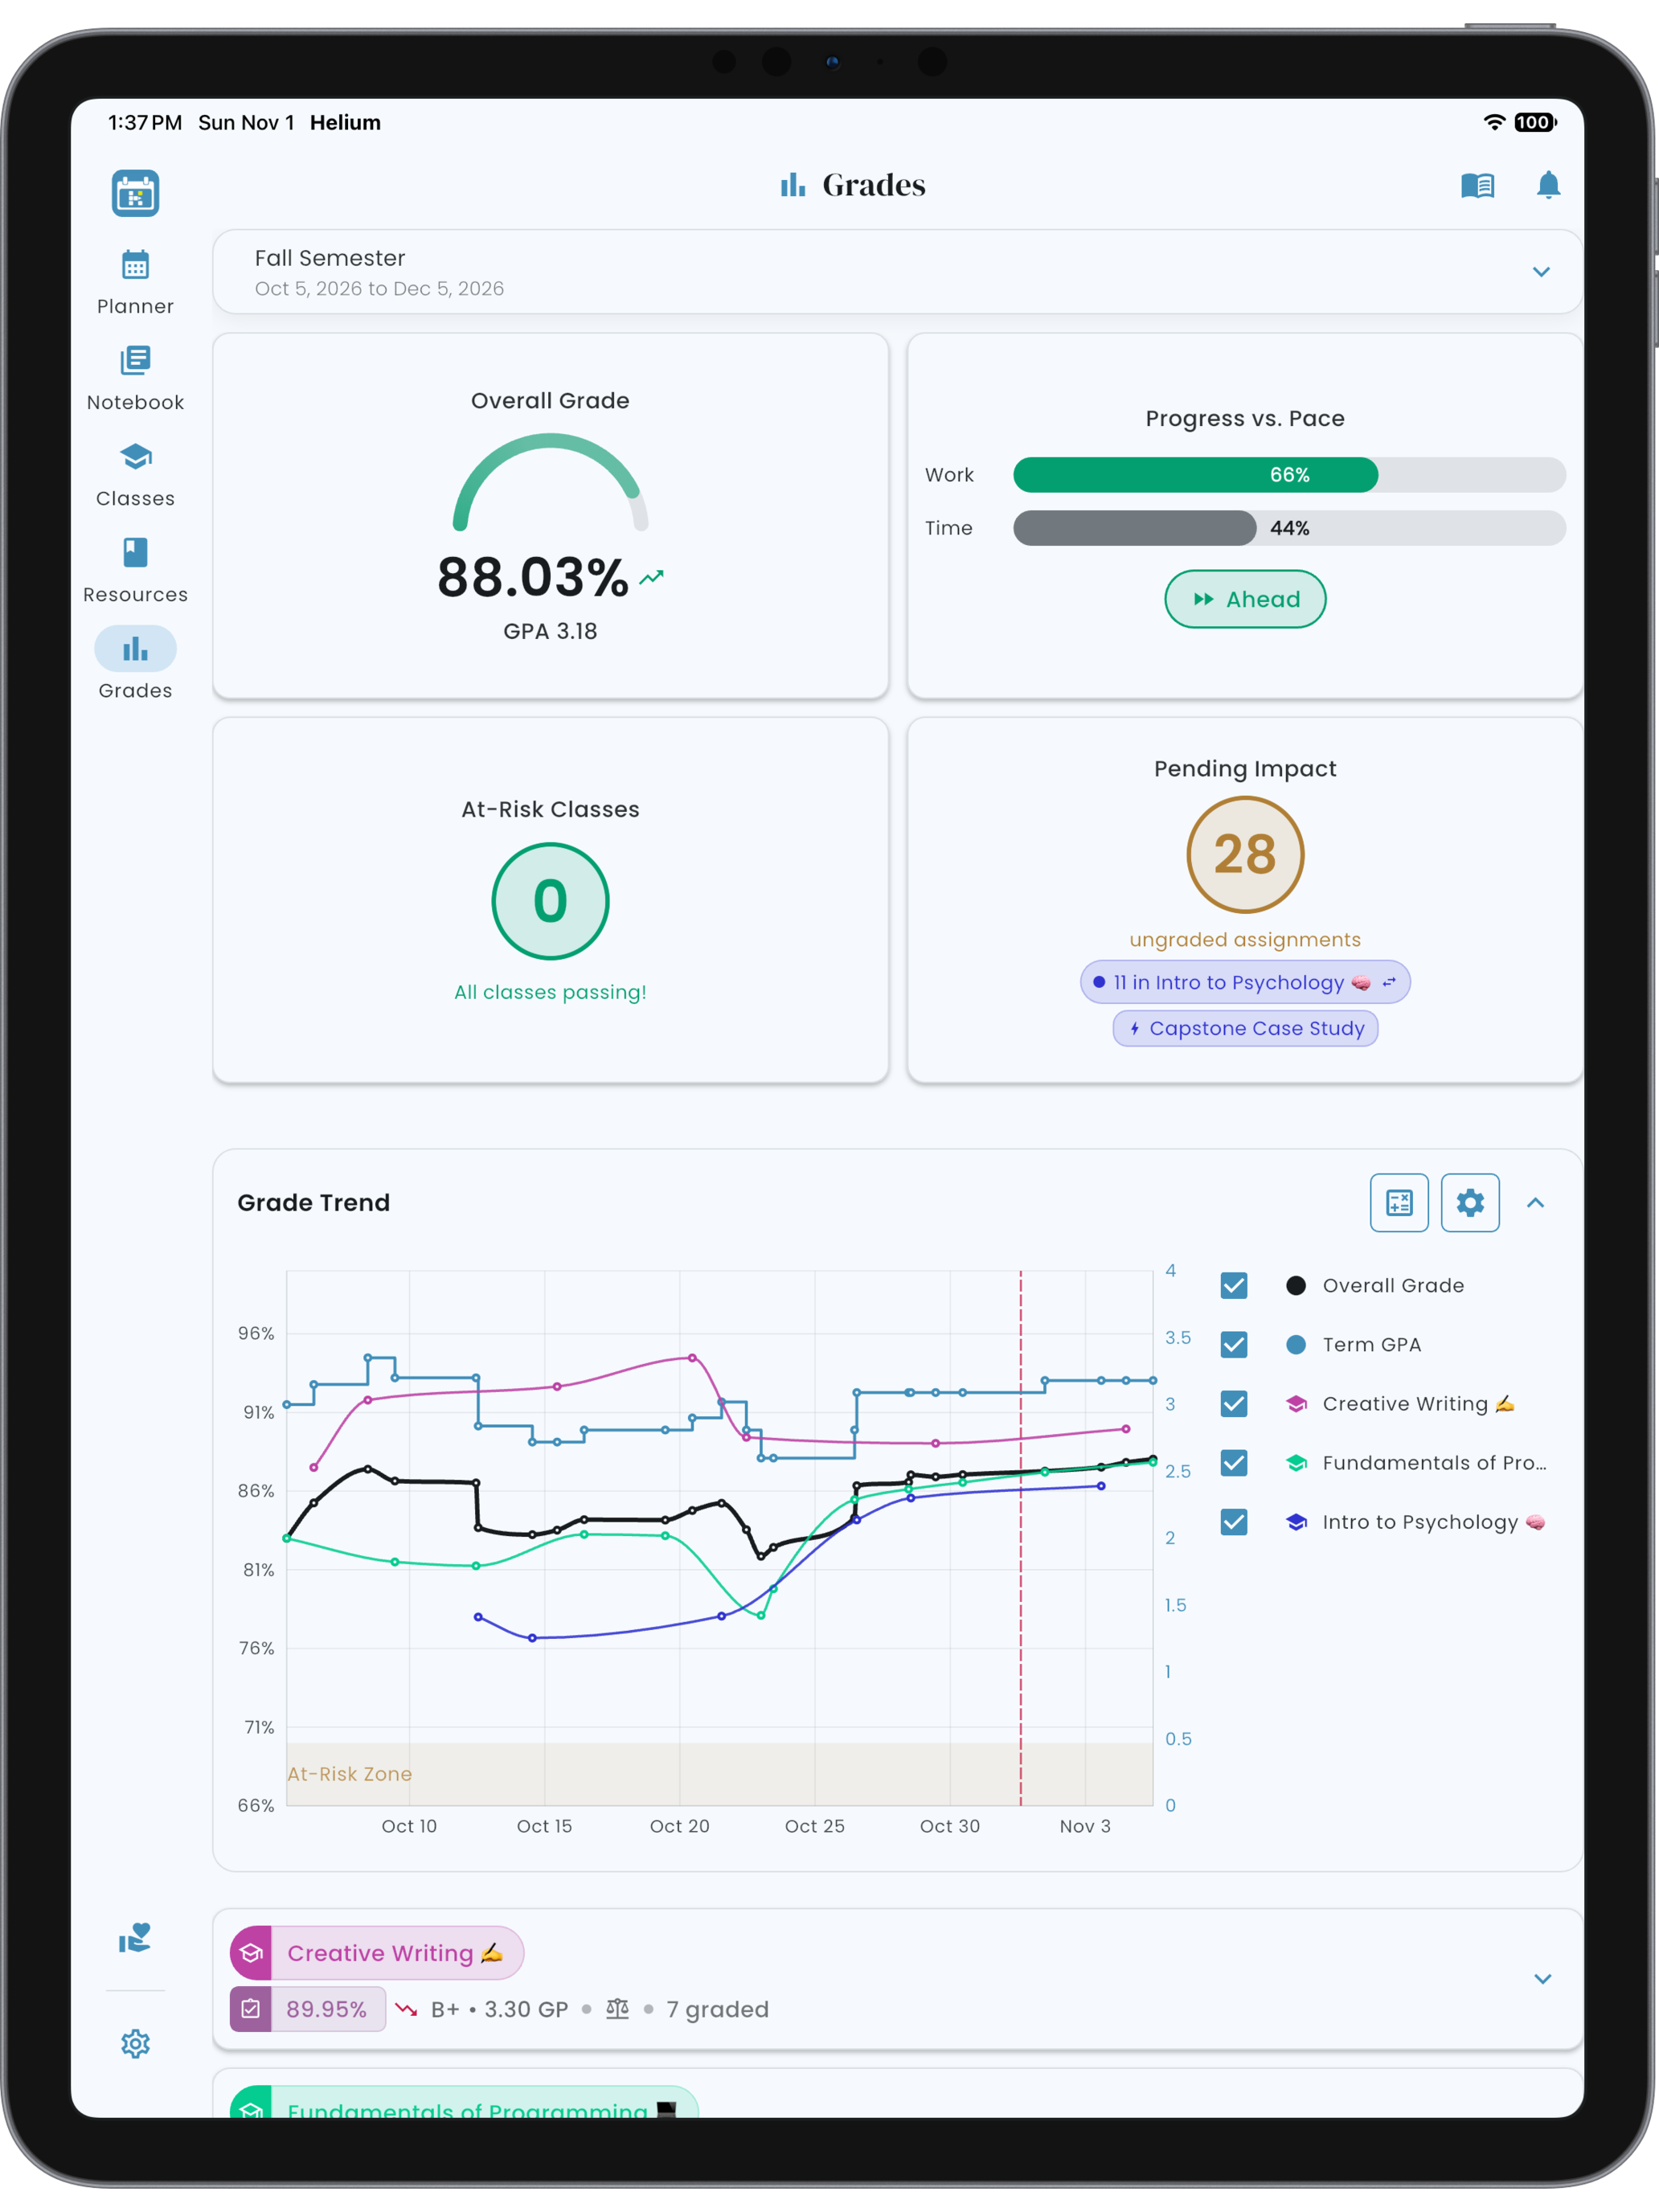 1:37 PM Sun Nov 1 Helium
100
Grades
Planner
Notebook
Classes
Resources
Grades
Fall Semester
Oct 5, 2026 to Dec 5, 2026
Overall Grade
88.03%
GPA 3.18
Progress vs. Pace
Work 66%
Time 44%
Ahead
At-Risk Classes
0
All classes passing!
Pending Impact
28
ungraded assignments
11 in Intro to Psychology 🧠
Capstone Case Study
Grade Trend
96%
91%
86%
81%
76%
71%
66%
At-Risk Zone
Oct 10 Oct 15 Oct 20 Oct 25 Oct 30 Nov 3
4
3.5
3
2.5
2
1.5
1
0.5
0
Overall Grade
Term GPA
Creative Writing ✍️
Fundamentals of Pro...
Intro to Psychology 🧠
Creative Writing ✍️
89.95% B+ • 3.30 GP • • 7 graded
Fundamentals of Programming